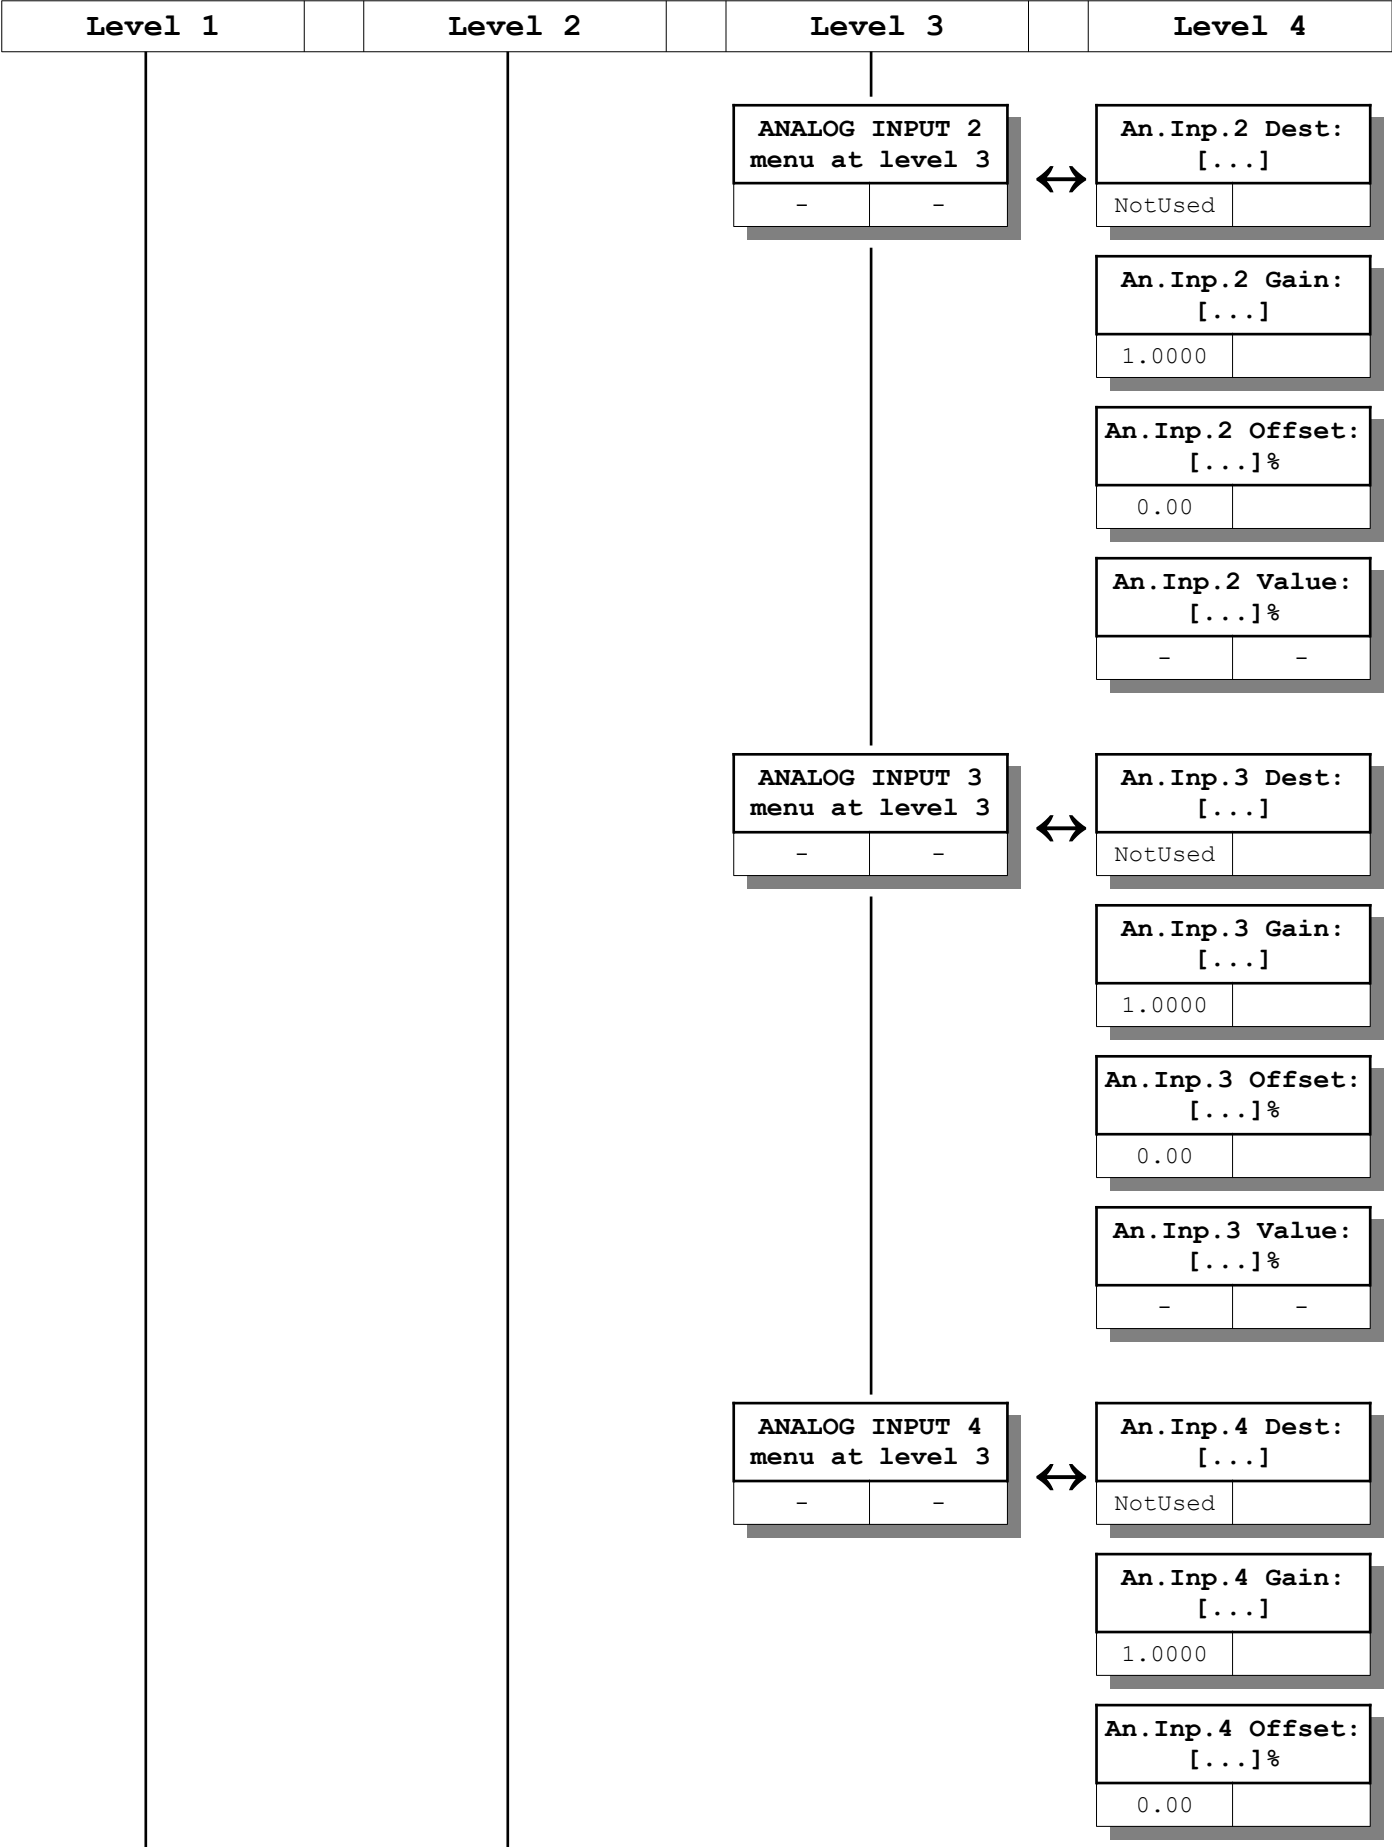 Level 1 Level 2 Level 3 Level 4
ANALOG INPUT 2
menu at level 3
- -
An.Inp.2 Dest:
[...]
NotUsed
An.Inp.2 Gain:
[...]
1.0000
An.Inp.2 Offset:
[...]%
0.00
An.Inp.2 Value:
[...]%
- -
ANALOG INPUT 3
menu at level 3
- -
An.Inp.3 Dest:
[...]
NotUsed
An.Inp.3 Gain:
[...]
1.0000
An.Inp.3 Offset:
[...]%
0.00
An.Inp.3 Value:
[...]%
- -
ANALOG INPUT 4
menu at level 3
- -
An.Inp.4 Dest:
[...]
NotUsed
An.Inp.4 Gain:
[...]
1.0000
An.Inp.4 Offset:
[...]%
0.00